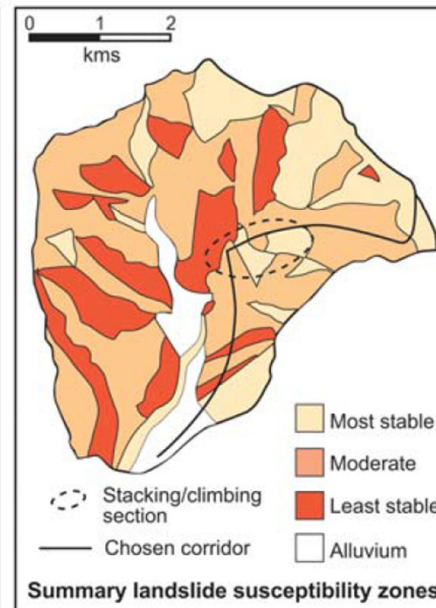 0 1 2
kms
Most stable
Moderate
Least stable
Alluvium
Stacking/climbing
section
Chosen corridor
Summary landslide susceptibility zones